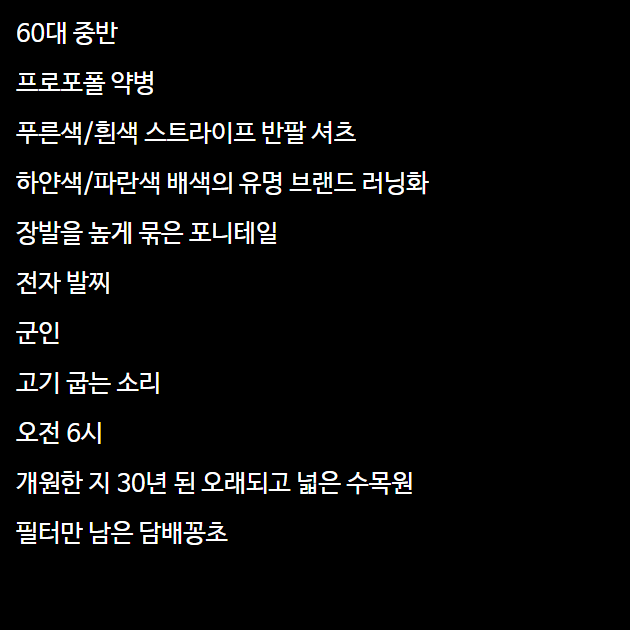 60대 중반
프로포폴 약병
푸른색/흰색 스트라이프 반팔 셔츠
하얀색/파란색 배색의 유명 브랜드 러닝화
장발을 높게 묶은 포니테일
전자 발찌
군인
고기 굽는 소리
오전 6시
개원한 지 30년 된 오래되고 넓은 수목원
필터만 남은 담배꽁초